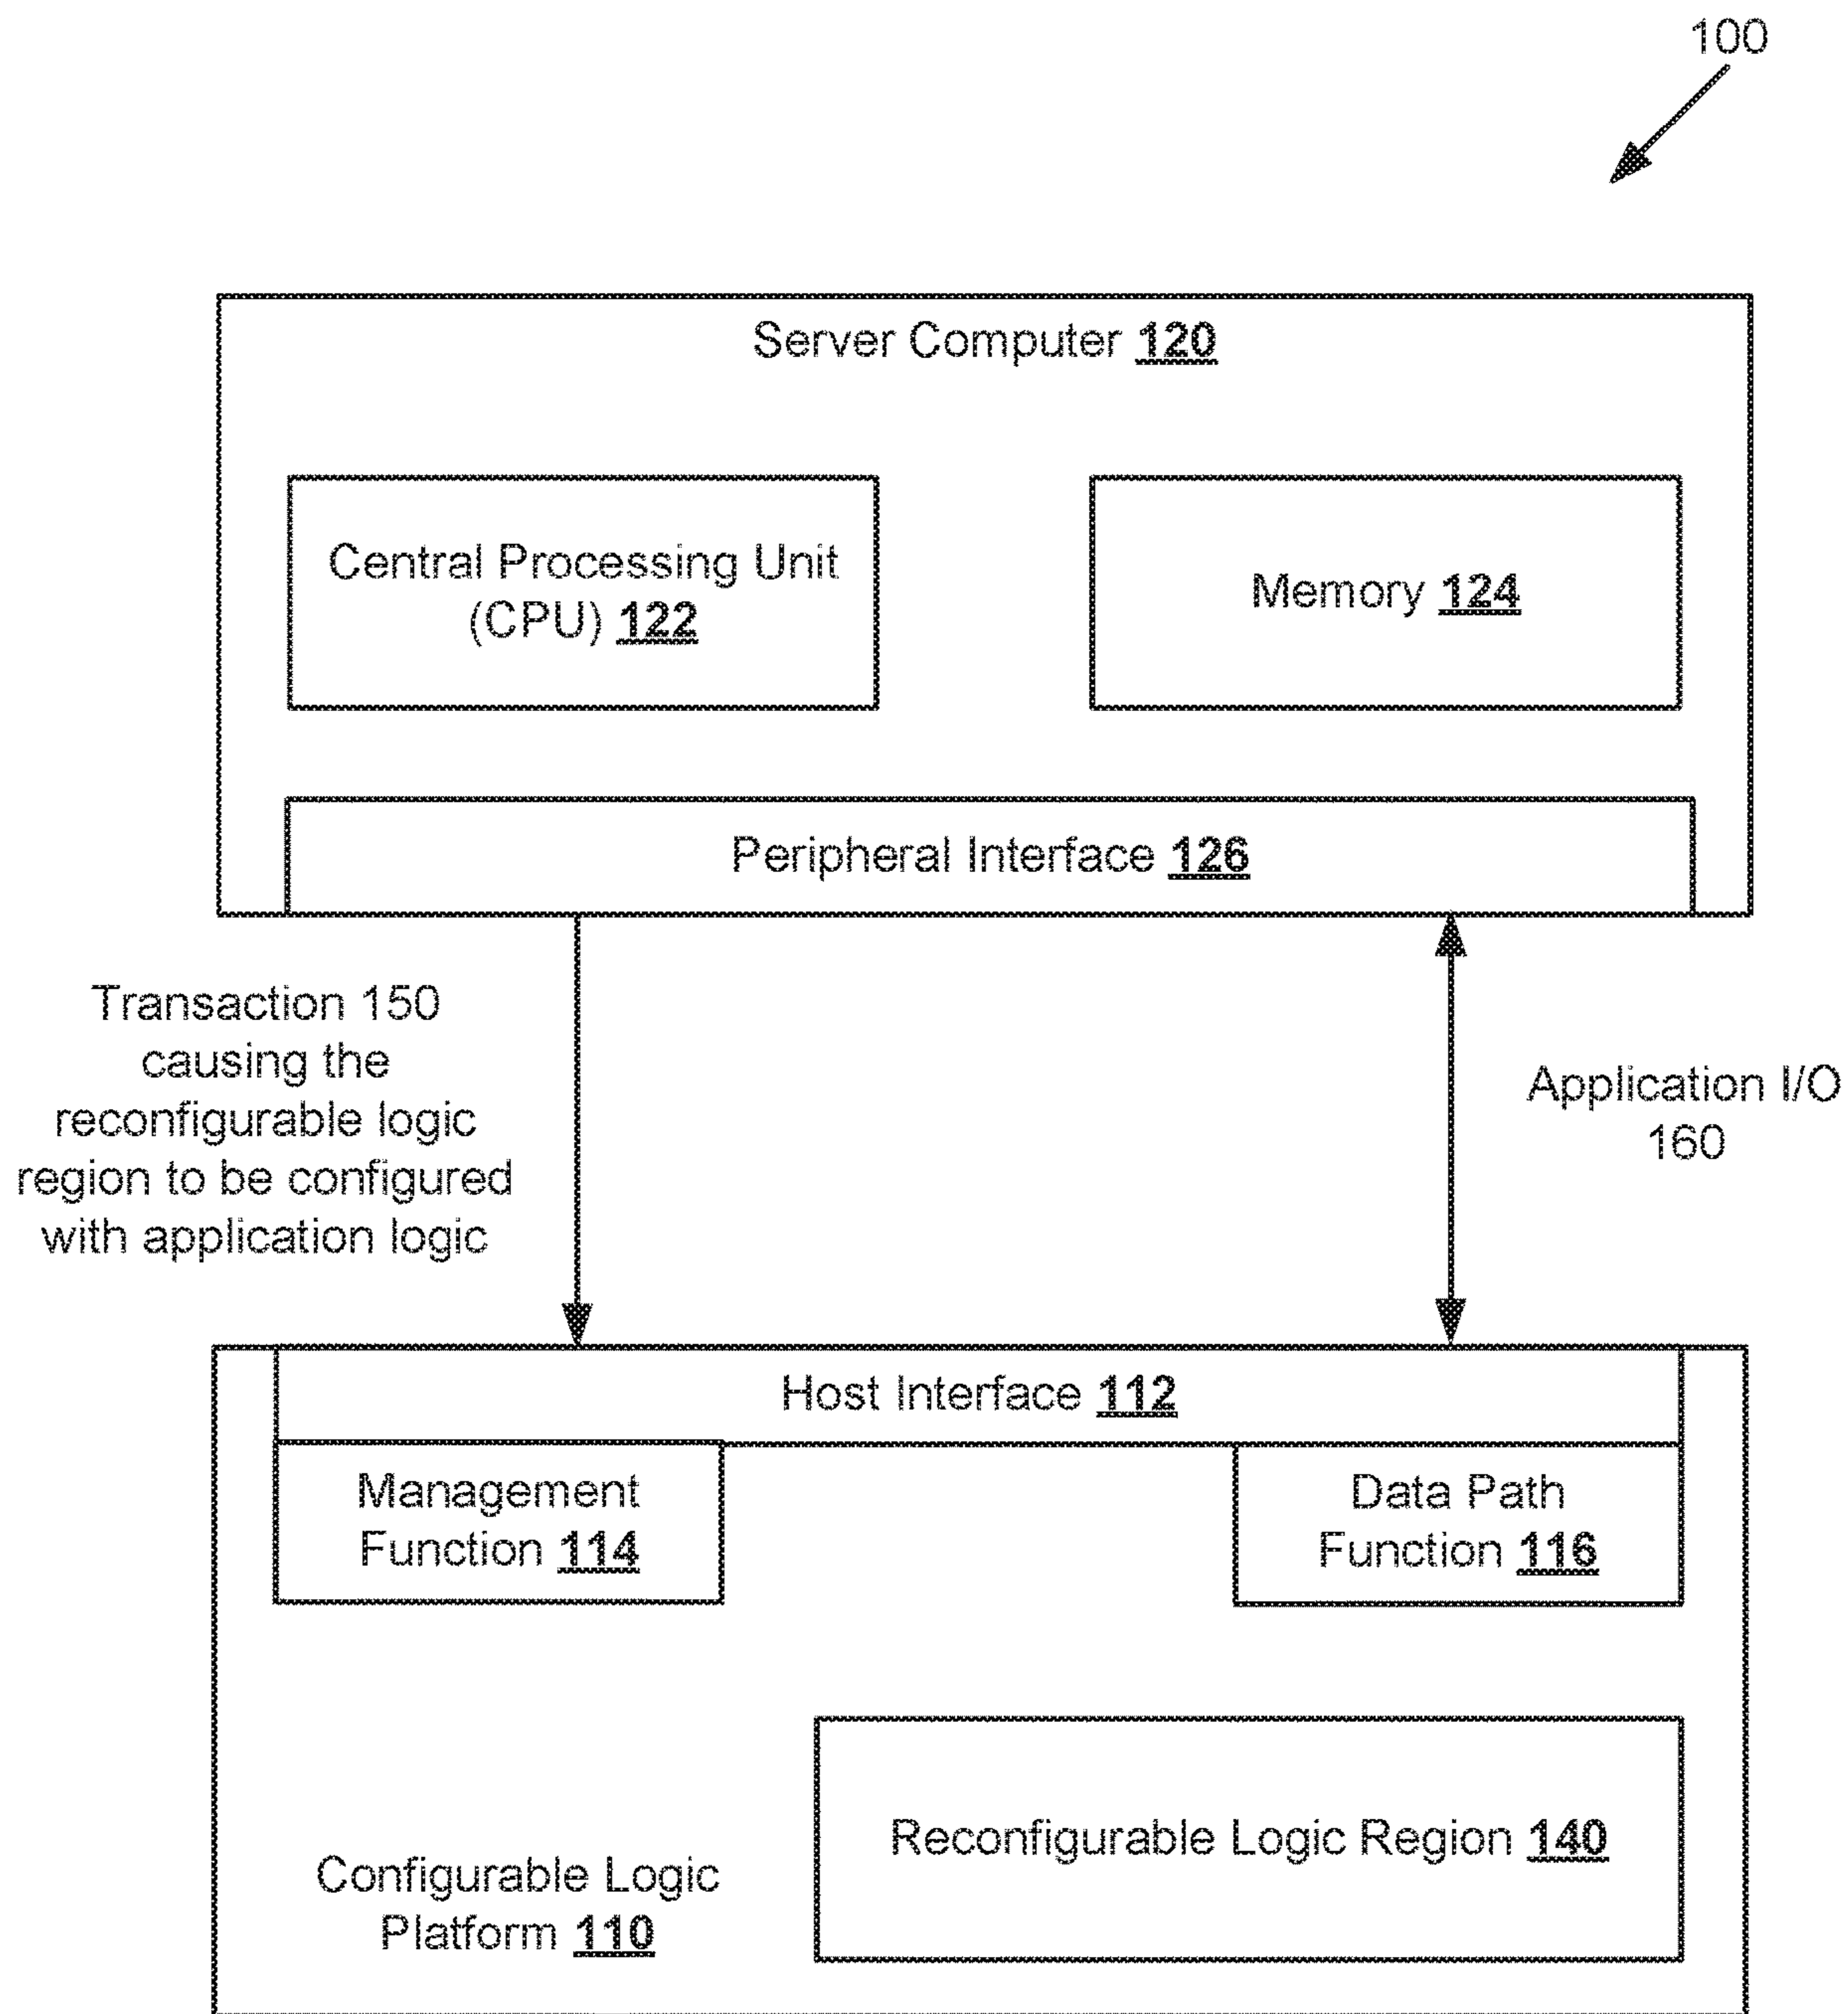 100
Server Computer 120
Central Processing Unit
(CPU) 122
Memory 124
Peripheral Interface 126
Transaction 150
causing the
reconfigurable logic
region to be configured
with application logic
Application I/O
160
Host Interface 112
Management
Function 114
Data Path
Function 116
Reconfigurable Logic Region 140
Configurable Logic
Platform 110